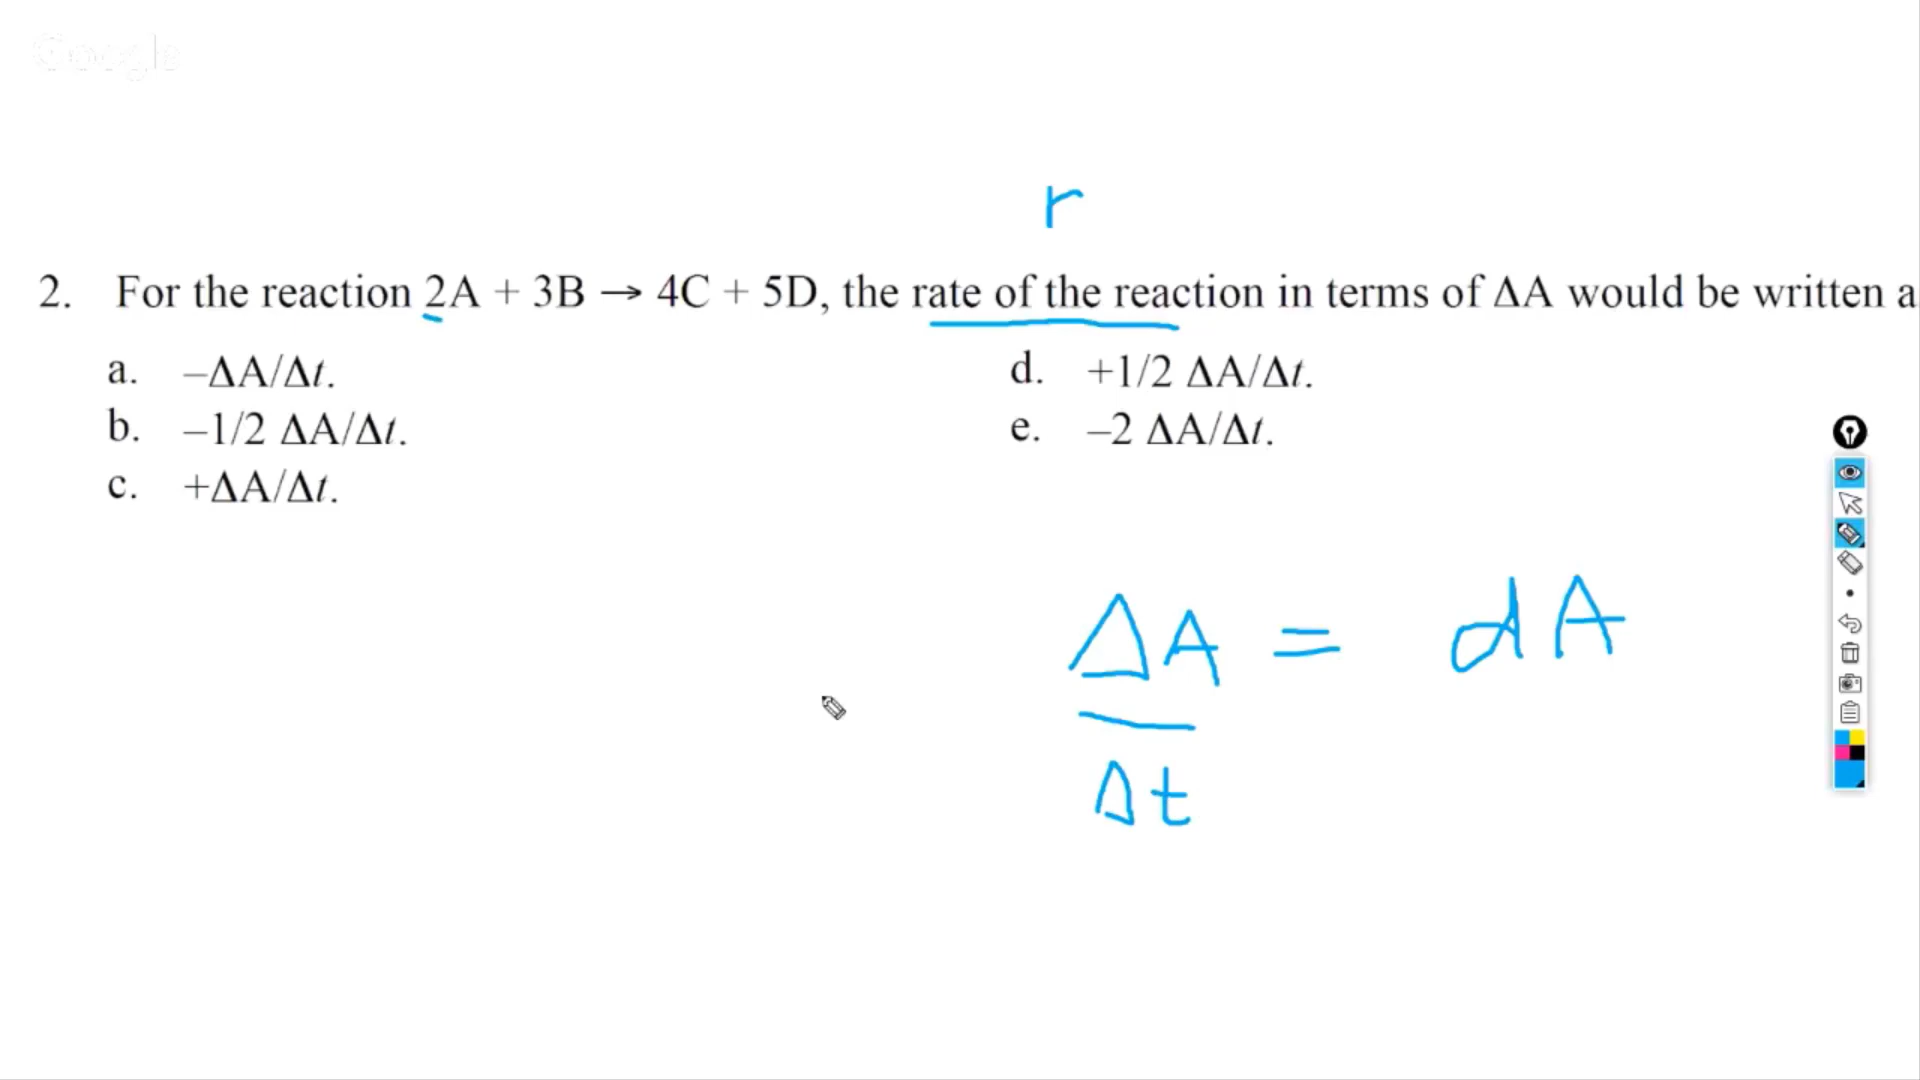 Google
r
2. For the reaction 2A + 3B → 4C + 5D, the rate of the reaction in terms of ΔA would be written a
a. –ΔA/Δt.
d. +1/2 ΔA/Δt.
b. –1/2 ΔA/Δt.
e. –2 ΔA/Δt.
c. +ΔA/Δt.
ΔA = dA
Δt